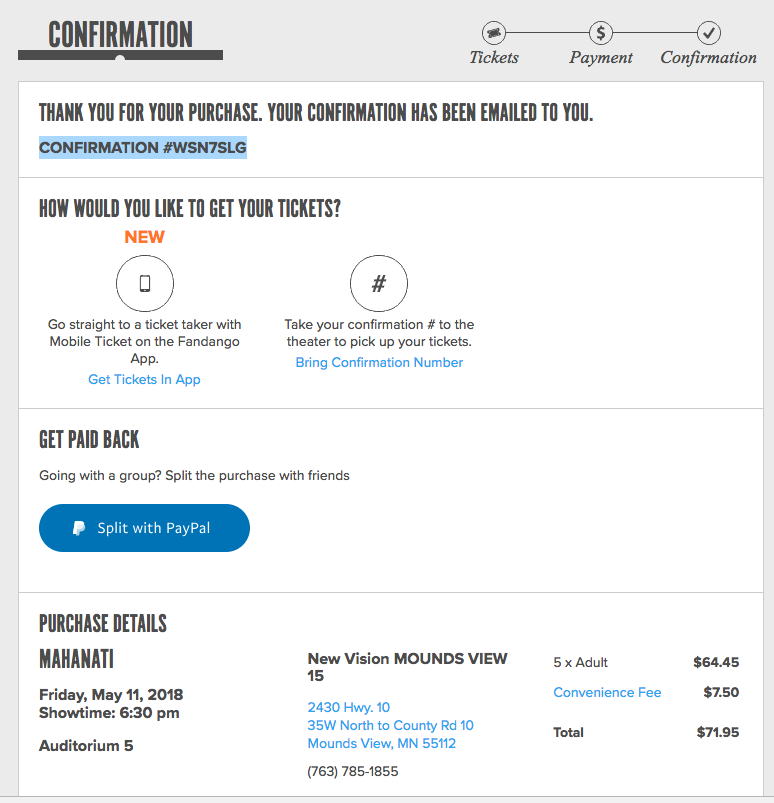 CONFIRMATION
Tickets
Payment
Confirmation
THANK YOU FOR YOUR PURCHASE. YOUR CONFIRMATION HAS BEEN EMAILED TO YOU.
CONFIRMATION #WSN7SLG
HOW WOULD YOU LIKE TO GET YOUR TICKETS?
NEW
Go straight to a ticket taker with
Mobile Ticket on the Fandango
App.
Get Tickets In App
#
Take your confirmation # to the
theater to pick up your tickets.
Bring Confirmation Number
GET PAID BACK
Going with a group? Split the purchase with friends
Split with PayPal
PURCHASE DETAILS
MAHANATI
Friday, May 11, 2018
Showtime: 6:30 pm
Auditorium 5
New Vision MOUNDS VIEW
15
2430 Hwy. 10
35W North to County Rd 10
Mounds View, MN 55112
(763) 785-1855
5 x Adult $64.45
Convenience Fee $7.50
Total $71.95